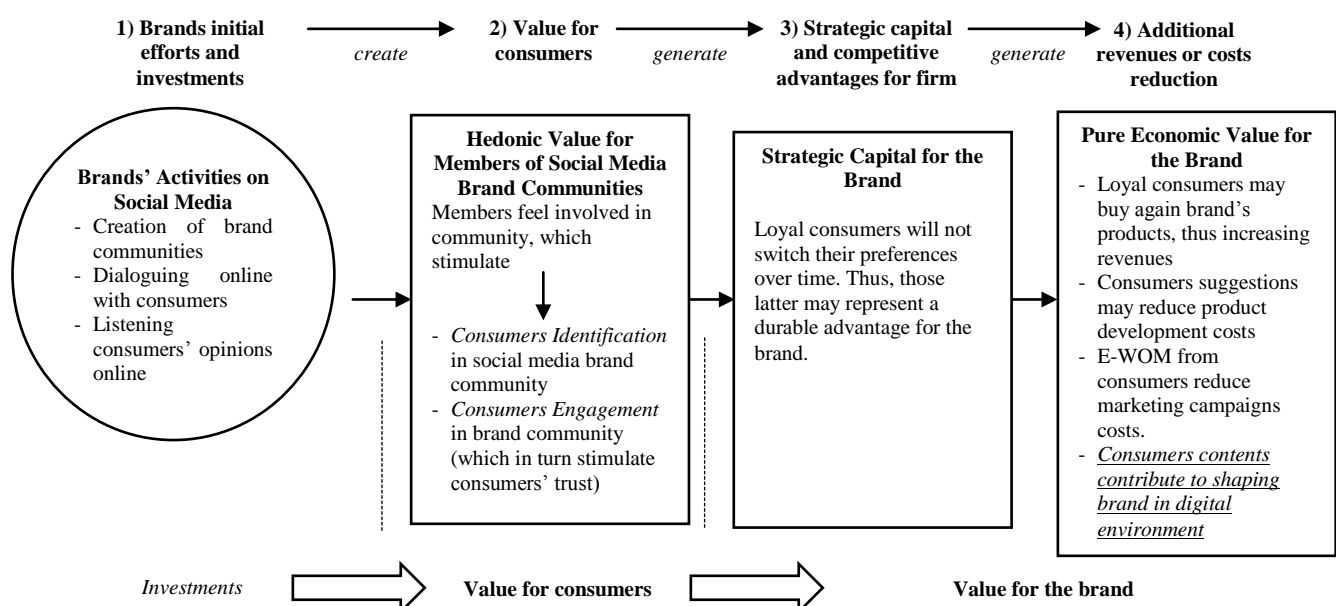 1) Brands initial
efforts and
investments
create
2) Value for
consumers
generate
3) Strategic capital
and competitive
advantages for firm
generate
4) Additional
revenues or costs
reduction
Brands' Activities on
Social Media
- Creation of brand
communities
- Dialoguing online
with consumers
- Listening
consumers' opinions
online
Hedonic Value for
Members of Social Media
Brand Communities
Members feel involved in
community, which
stimulate
- Consumers Identification
in social media brand
community
- Consumers Engagement
in brand community
(which in turn stimulate
consumers' trust)
Strategic Capital for the
Brand
Loyal consumers will not
switch their preferences
over time. Thus, those
latter may represent a
durable advantage for the
brand.
Pure Economic Value for
the Brand
- Loyal consumers may
buy again brand's
products, thus increasing
revenues
- Consumers suggestions
may reduce product
development costs
- E-WOM from
consumers reduce
marketing campaigns
costs.
- Consumers contents
contribute to shaping
brand in digital
environment
Investments
Value for consumers
Value for the brand